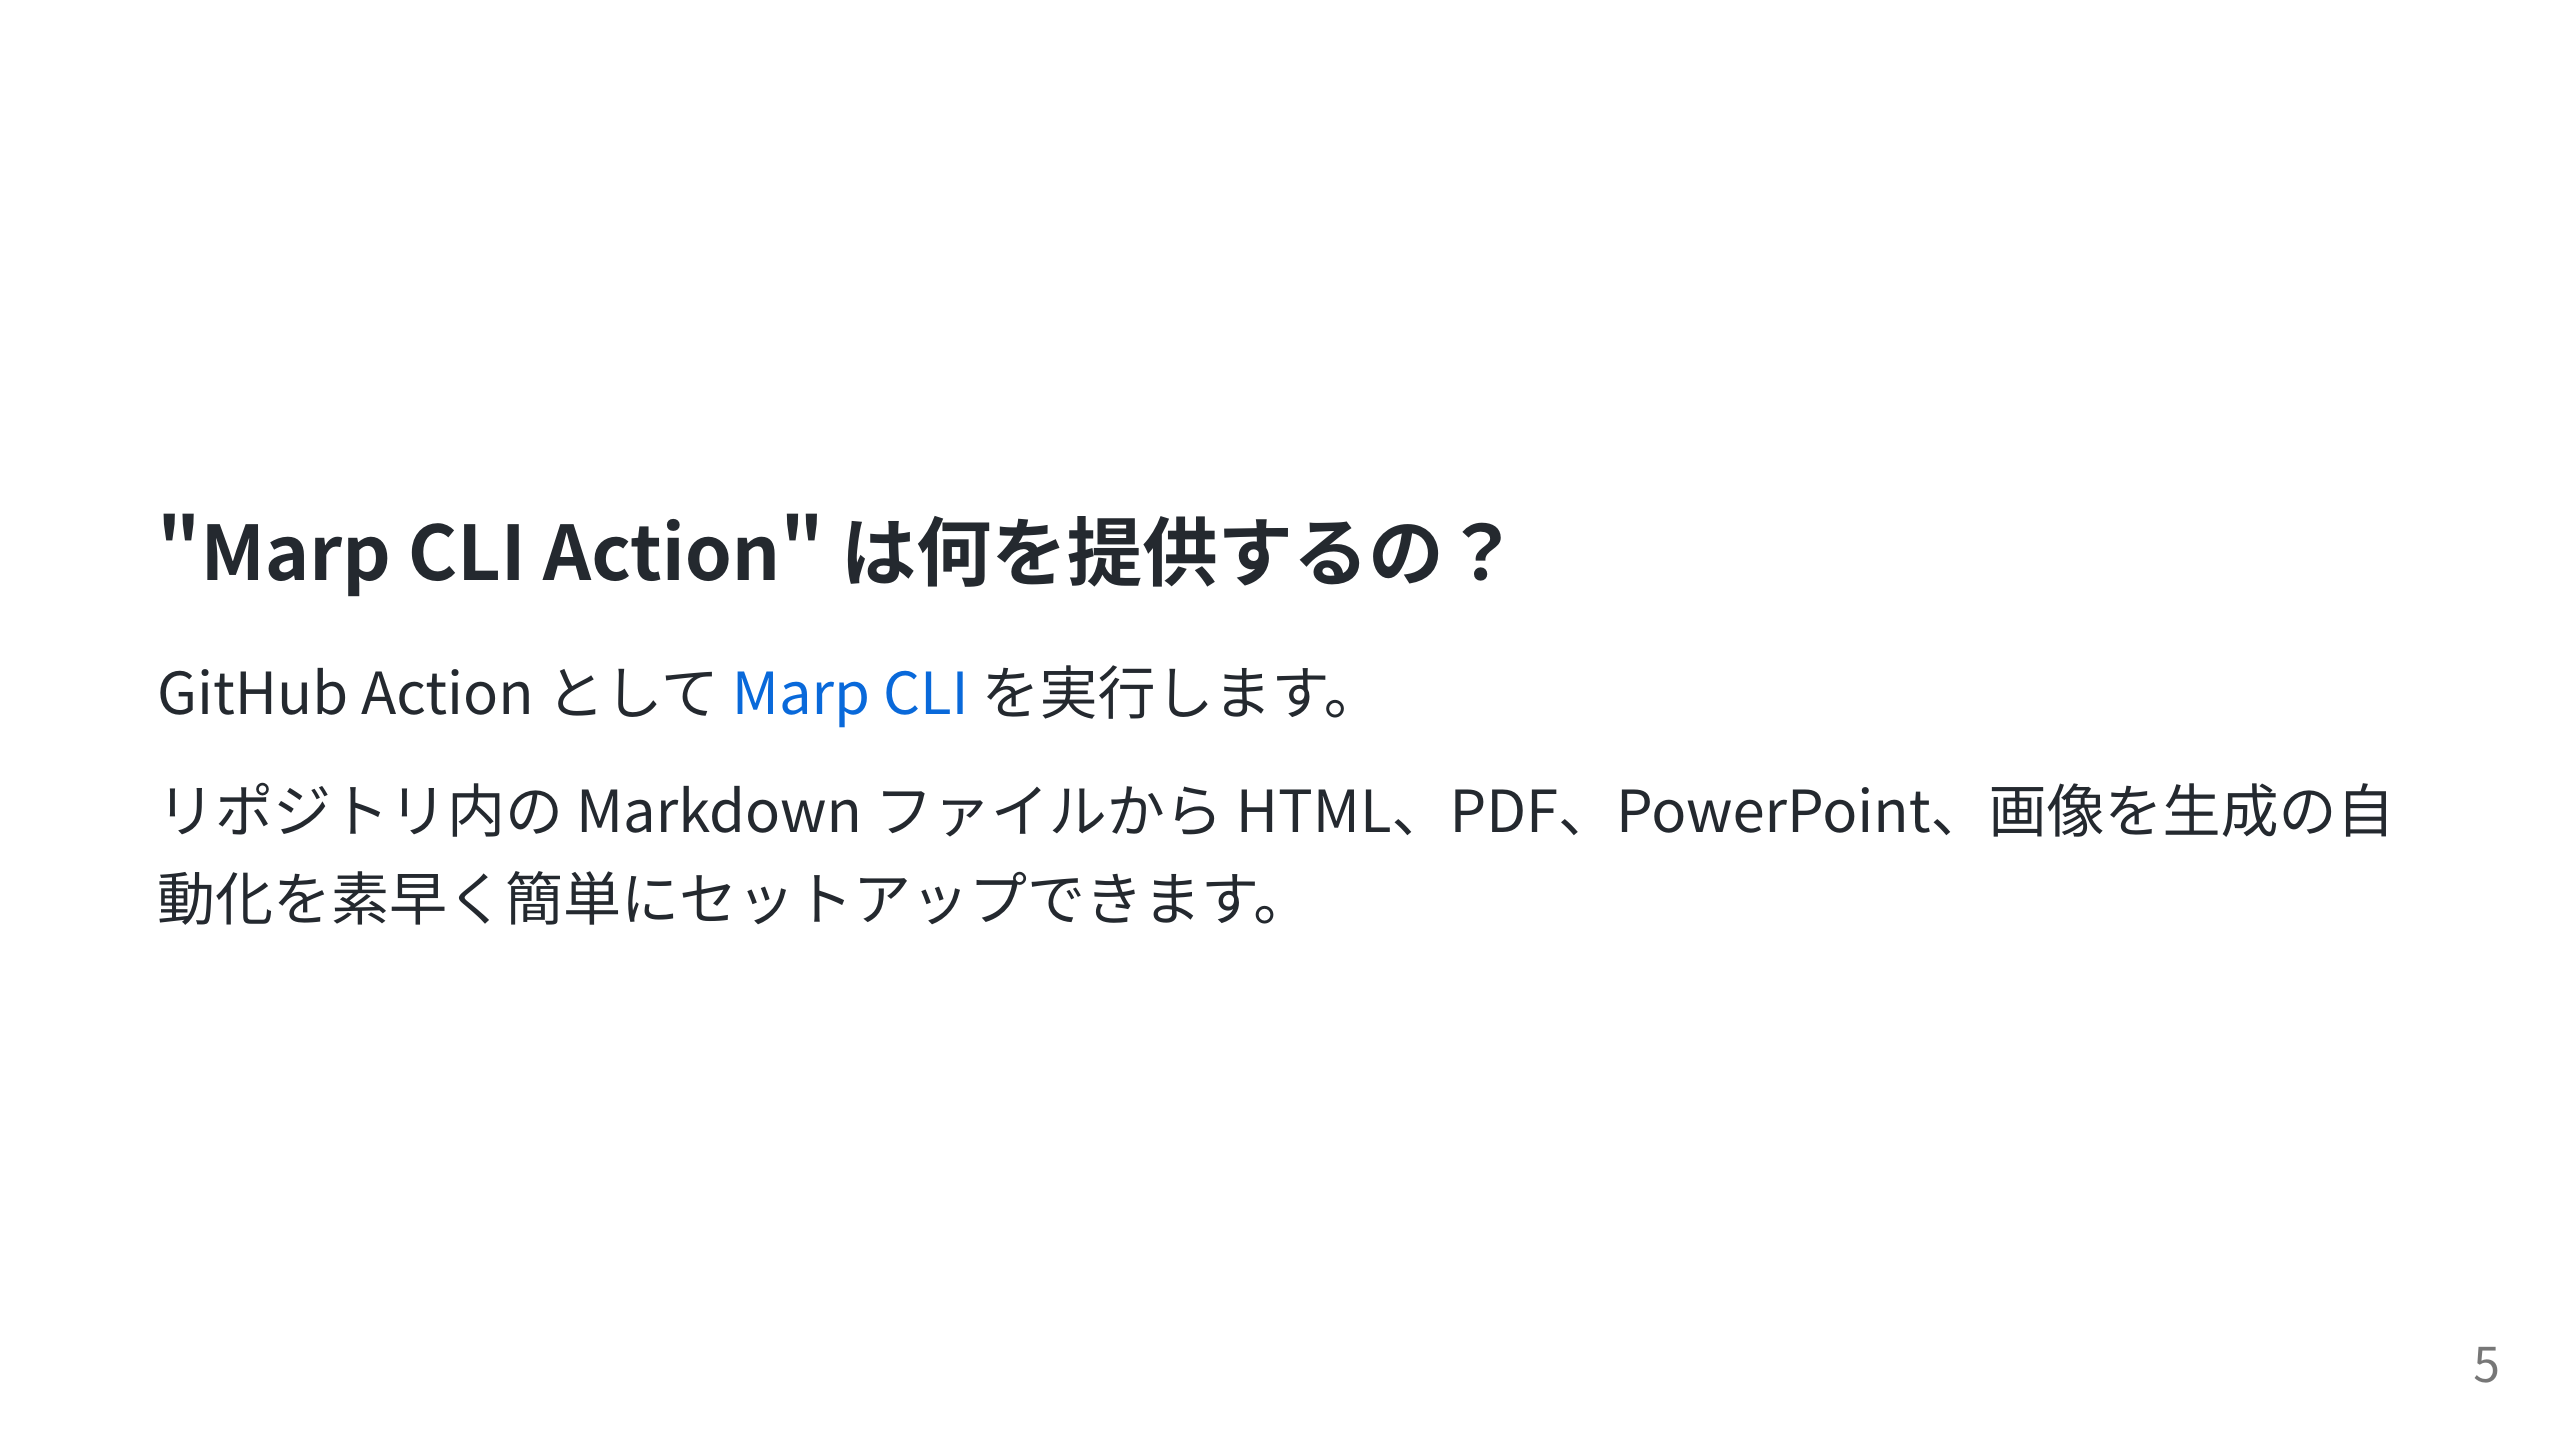 "Marp CLI Action" は何を提供するの？
GitHub Action として Marp CLI を実行します。
リポジトリ内の Markdown ファイルから HTML、PDF、PowerPoint、画像を生成の自
動化を素早く簡単にセットアップできます。
5